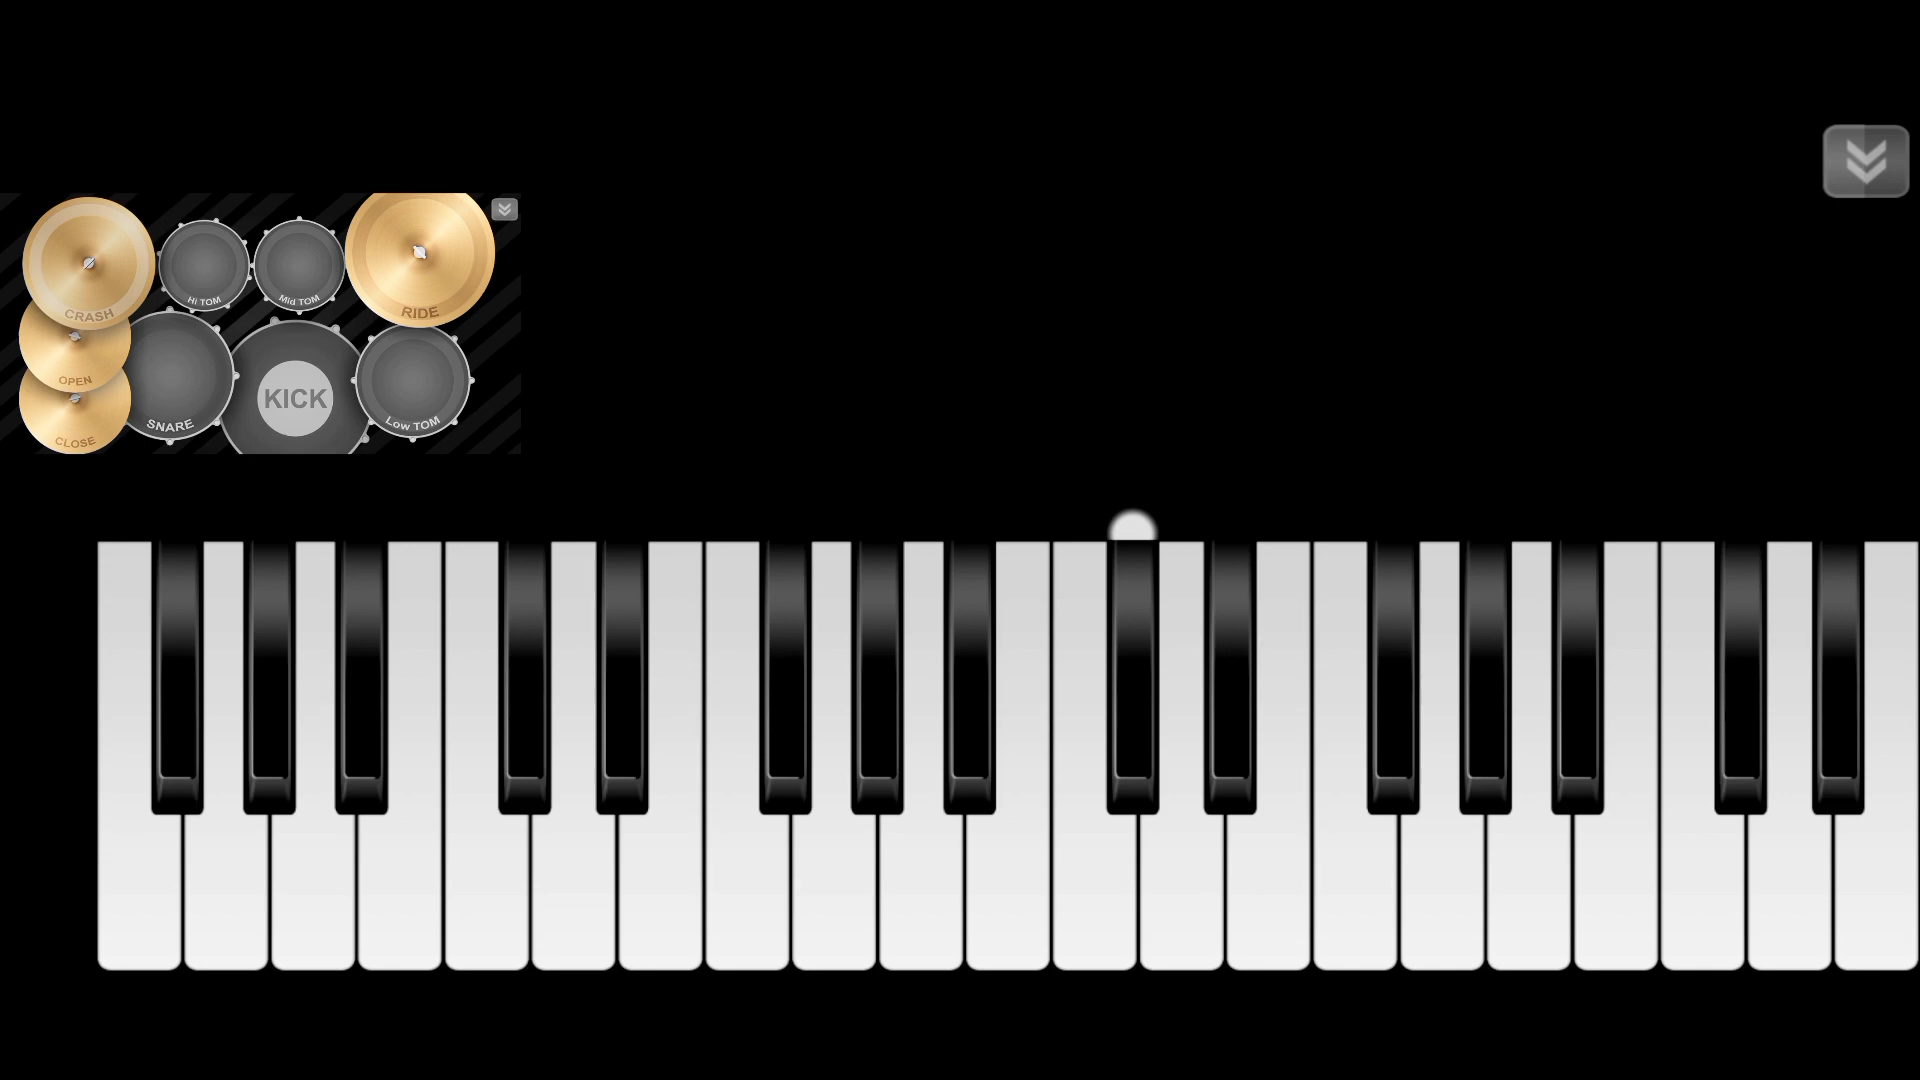 Hi TOM
Mid TOM
CRASH
RIDE
OPEN
KICK
SNARE
Low TOM
CLOSE